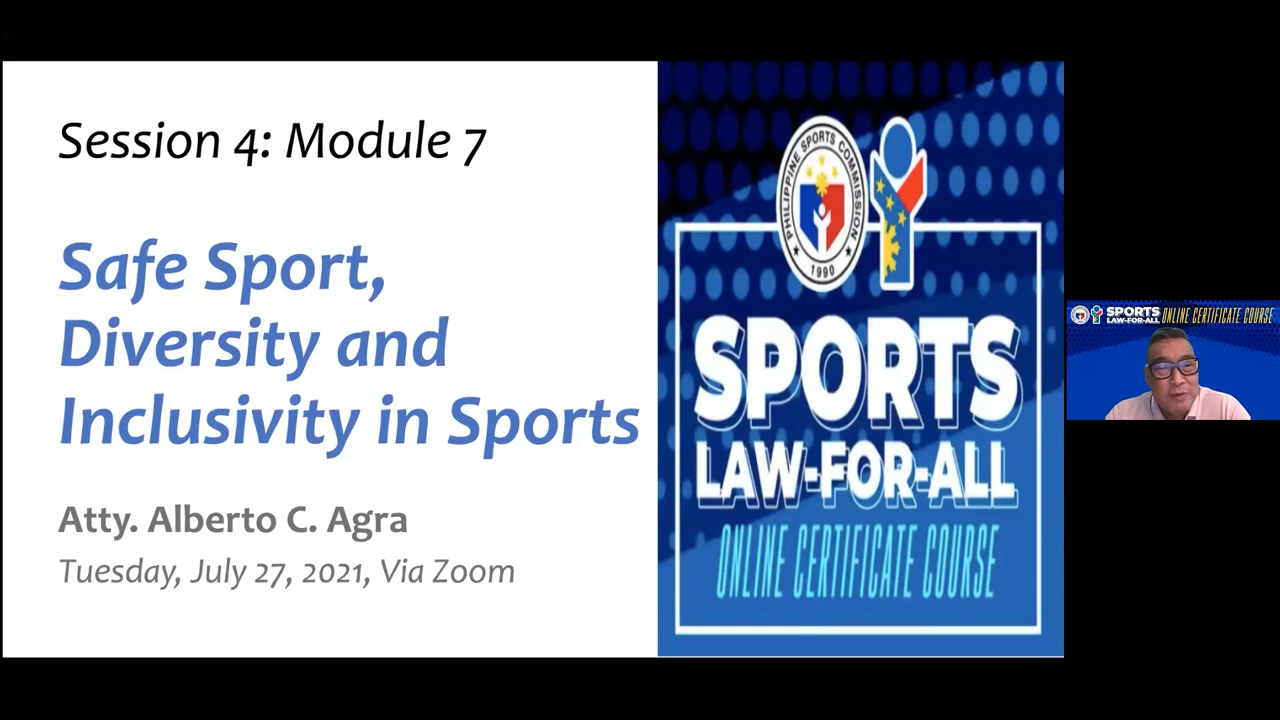 Session 4: Module 7
Safe Sport,
Diversity and
Inclusivity in Sports
Atty. Alberto C. Agra
Tuesday, July 27, 2021, Via Zoom
PHILIPPINE SPORTS COMMISSION
1990
SPORTS
LAW-FOR-ALL
ONLINE CERTIFICATE COURSE
SPORTS
LAW-FOR-ALL
ONLINE CERTIFICATE COURSE